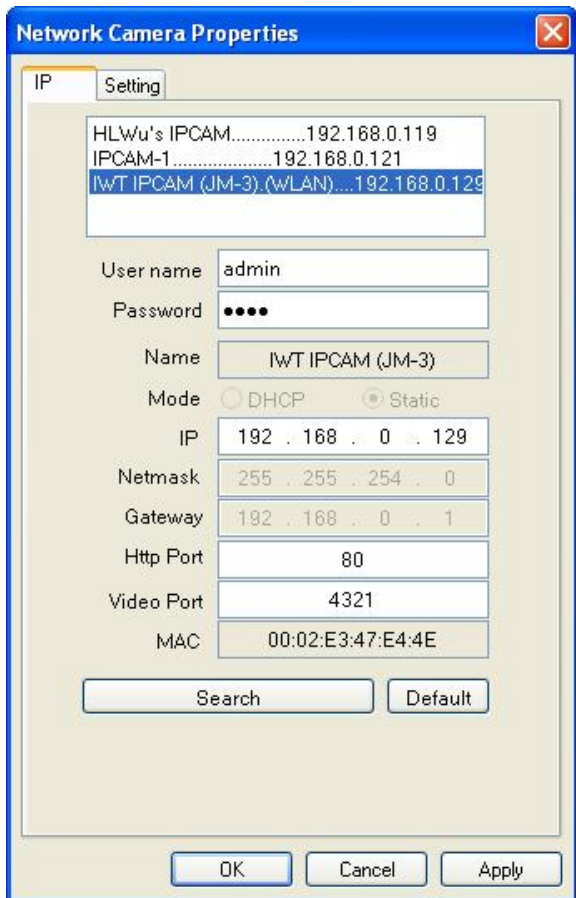 Network Camera Properties
IP Setting
HLWu's IPCAM..............192.168.0.119
IPCAM-1...................192.168.0.121
IWT IPCAM (JM-3).(WLAN)....192.168.0.129
User name admin
Password ••••
Name IWT IPCAM (JM-3)
Mode DHCP Static
IP 192 . 168 . 0 . 129
Netmask 255 . 255 . 254 . 0
Gateway 192 . 168 . 0 . 1
Http Port 80
Video Port 4321
MAC 00:02:E3:47:E4:4E
Search Default
OK Cancel Apply